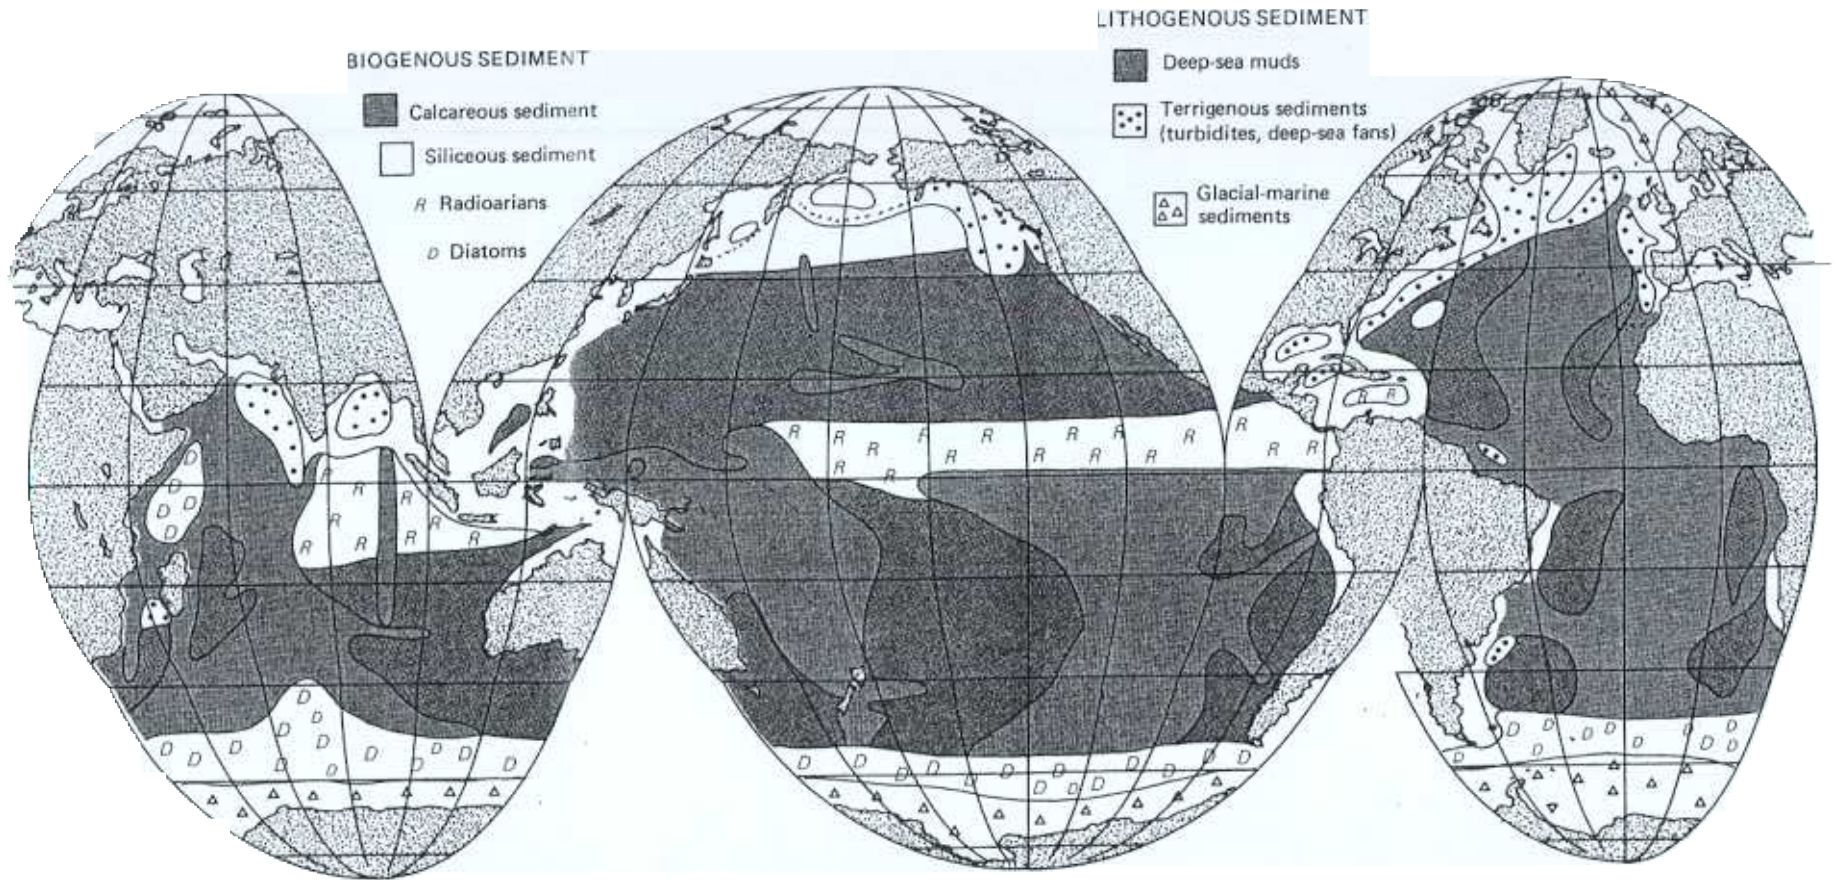 BIOGENOUS SEDIMENT
Calcareous sediment
Siliceous sediment
R Radioarians
D Diatoms
LITHOGENOUS SEDIMENT
Deep-sea muds
Terrigenous sediments
(turbidites, deep-sea fans)
Glacial-marine
sediments